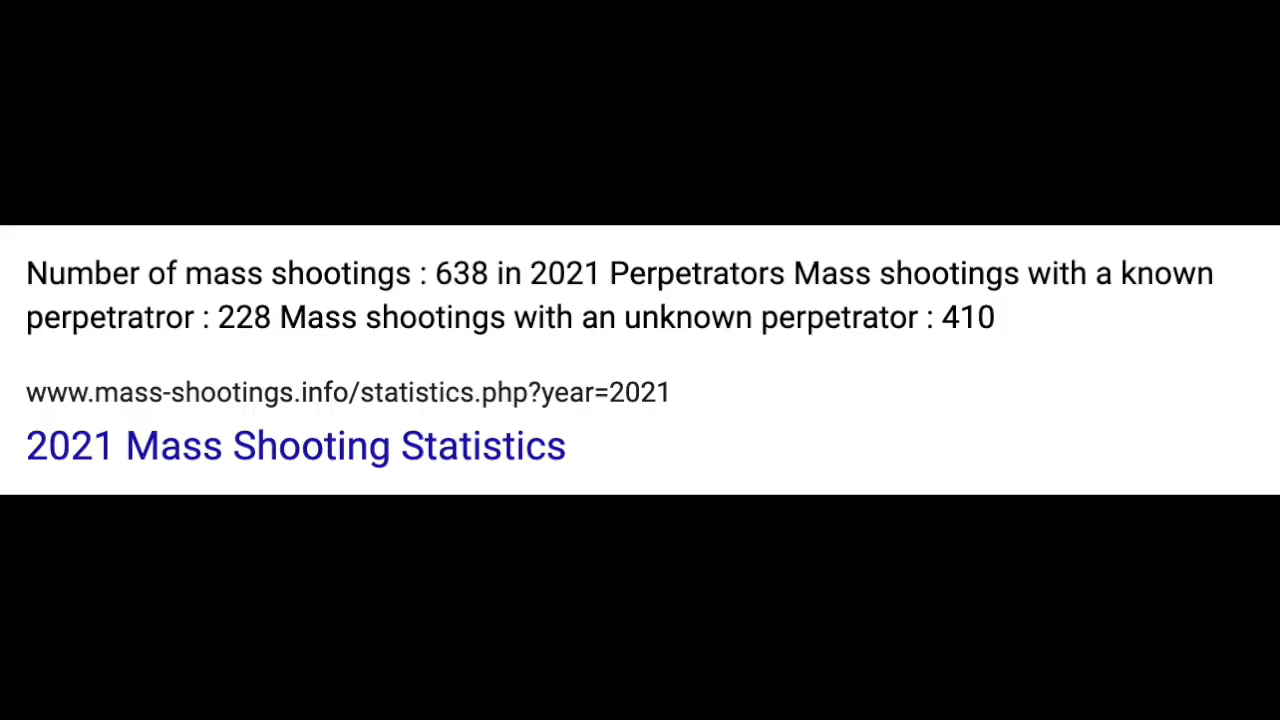 Number of mass shootings : 638 in 2021 Perpetrators Mass shootings with a known
perpetratror : 228 Mass shootings with an unknown perpetrator : 410
www.mass-shootings.info/statistics.php?year=2021
2021 Mass Shooting Statistics